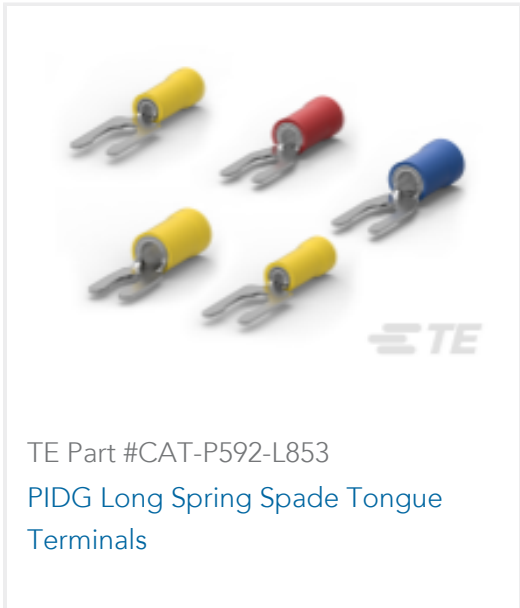 TE
TE Part #CAT-P592-L853
PIDG Long Spring Spade Tongue
Terminals